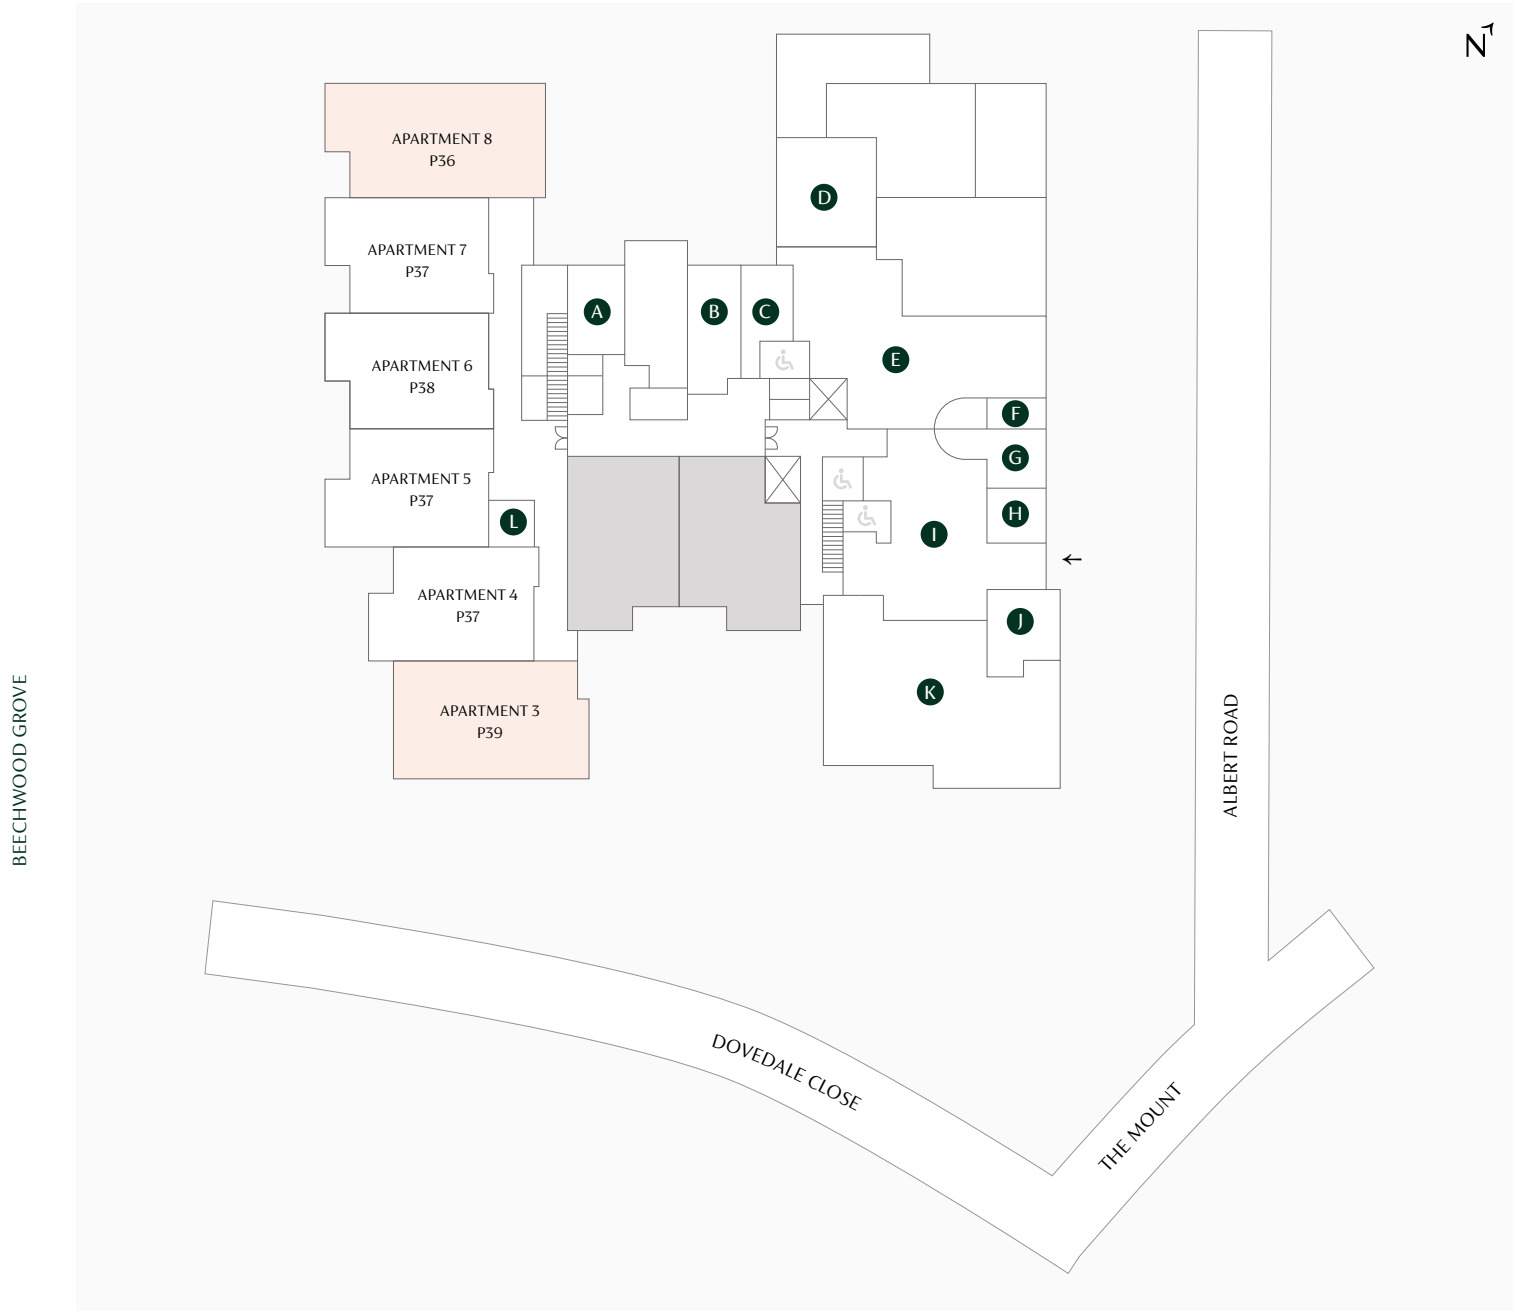 N
APARTMENT 8
P36
D
APARTMENT 7
P37
A
B
C
E
APARTMENT 6
P38
F
G
APARTMENT 5
P37
H
L
I
APARTMENT 4
P37
J
K
APARTMENT 3
P39
BEECHWOOD GROVE
ALBERT ROAD
DOVEDALE CLOSE
THE MOUNT